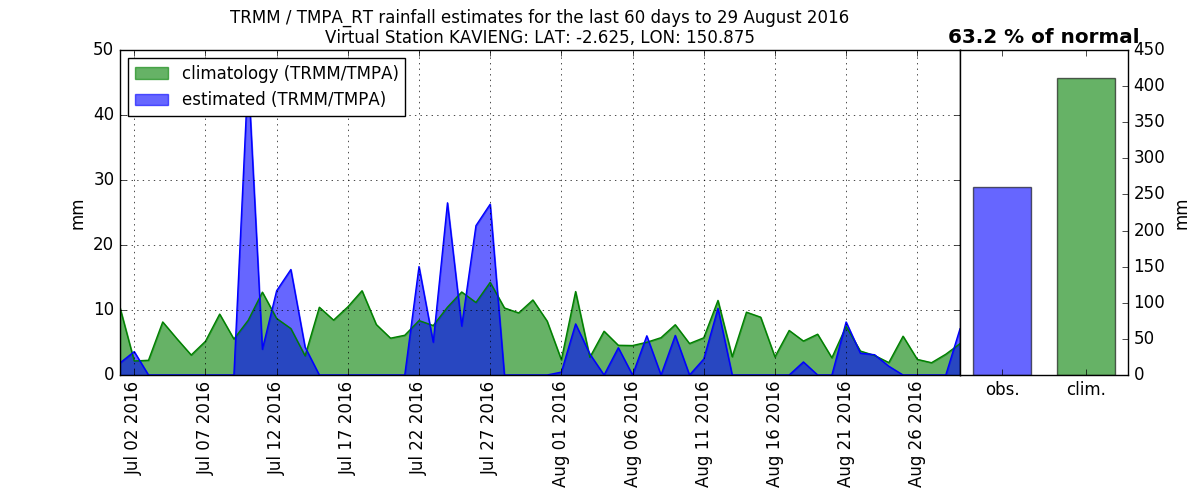 TRMM / TMPA_RT rainfall estimates for the last 60 days to 29 August 2016
Virtual Station KAVIENG: LAT: -2.625, LON: 150.875
63.2 % of normal
climatology (TRMM/TMPA)
estimated (TRMM/TMPA)
50
40
30
20
10
0
mm
Jul 02 2016
Jul 07 2016
Jul 12 2016
Jul 17 2016
Jul 22 2016
Jul 27 2016
Aug 01 2016
Aug 06 2016
Aug 11 2016
Aug 16 2016
Aug 21 2016
Aug 26 2016
450
400
350
300
250
200
150
100
50
0
mm
obs.
clim.